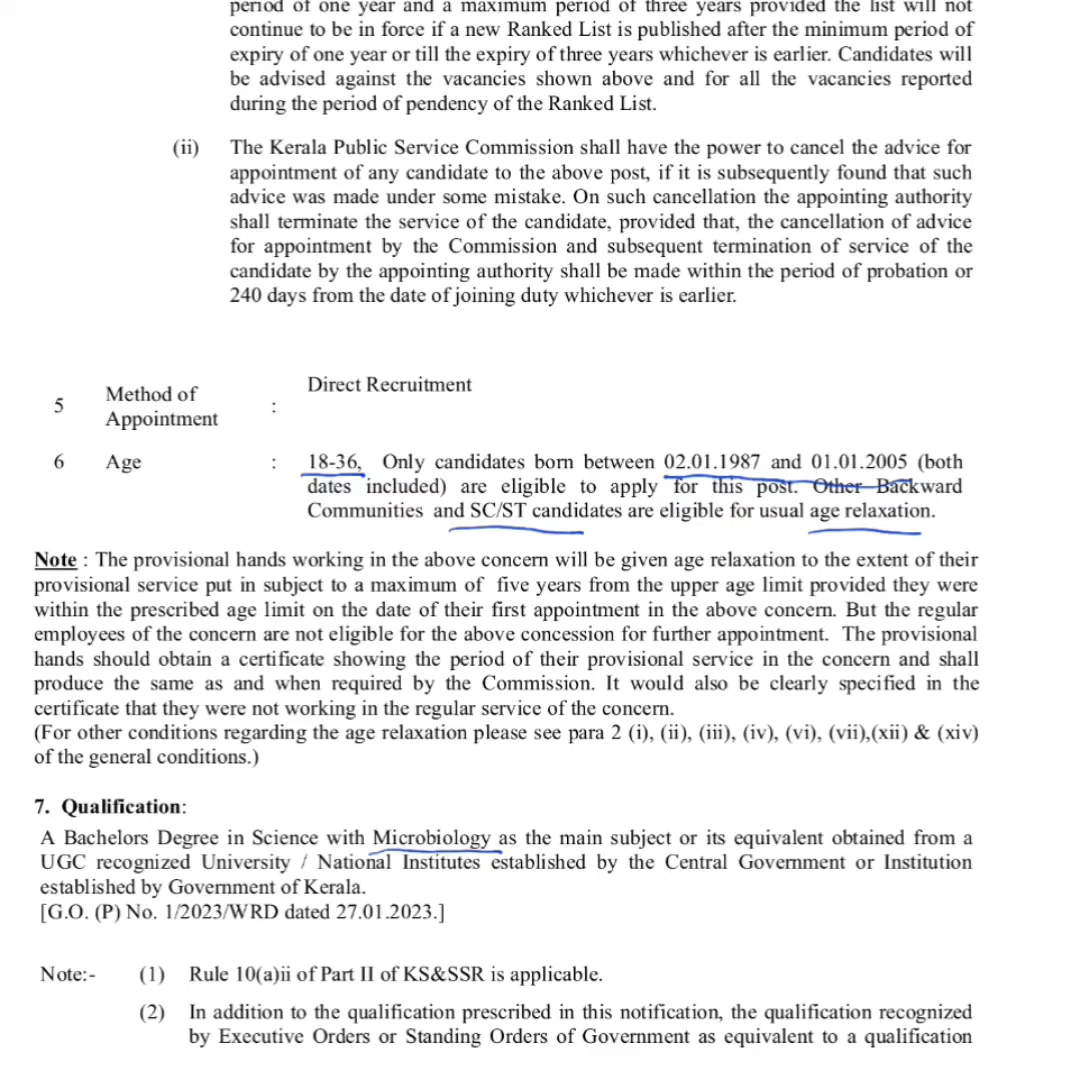 period of one year and a maximum period of three years provided the list will not
continue to be in force if a new Ranked List is published after the minimum period of
expiry of one year or till the expiry of three years whichever is earlier. Candidates will
be advised against the vacancies shown above and for all the vacancies reported
during the period of pendency of the Ranked List.
(ii) The Kerala Public Service Commission shall have the power to cancel the advice for
appointment of any candidate to the above post, if it is subsequently found that such
advice was made under some mistake. On such cancellation the appointing authority
shall terminate the service of the candidate, provided that, the cancellation of advice
for appointment by the Commission and subsequent termination of service of the
candidate by the appointing authority shall be made within the period of probation or
240 days from the date of joining duty whichever is earlier.
5 Method of Appointment : Direct Recruitment
6 Age : 18-36, Only candidates born between 02.01.1987 and 01.01.2005 (both
dates included) are eligible to apply for this post. Other Backward
Communities and SC/ST candidates are eligible for usual age relaxation.
Note : The provisional hands working in the above concern will be given age relaxation to the extent of their
provisional service put in subject to a maximum of five years from the upper age limit provided they were
within the prescribed age limit on the date of their first appointment in the above concern. But the regular
employees of the concern are not eligible for the above concession for further appointment. The provisional
hands should obtain a certificate showing the period of their provisional service in the concern and shall
produce the same as and when required by the Commission. It would also be clearly specified in the
certificate that they were not working in the regular service of the concern.
(For other conditions regarding the age relaxation please see para 2 (i), (ii), (iii), (iv), (vi), (vii),(xii) & (xiv)
of the general conditions.)
7. Qualification:
A Bachelors Degree in Science with Microbiology as the main subject or its equivalent obtained from a
UGC recognized University / National Institutes established by the Central Government or Institution
established by Government of Kerala.
[G.O. (P) No. 1/2023/WRD dated 27.01.2023.]
Note:- (1) Rule 10(a)ii of Part II of KS&SSR is applicable.
(2) In addition to the qualification prescribed in this notification, the qualification recognized
by Executive Orders or Standing Orders of Government as equivalent to a qualification